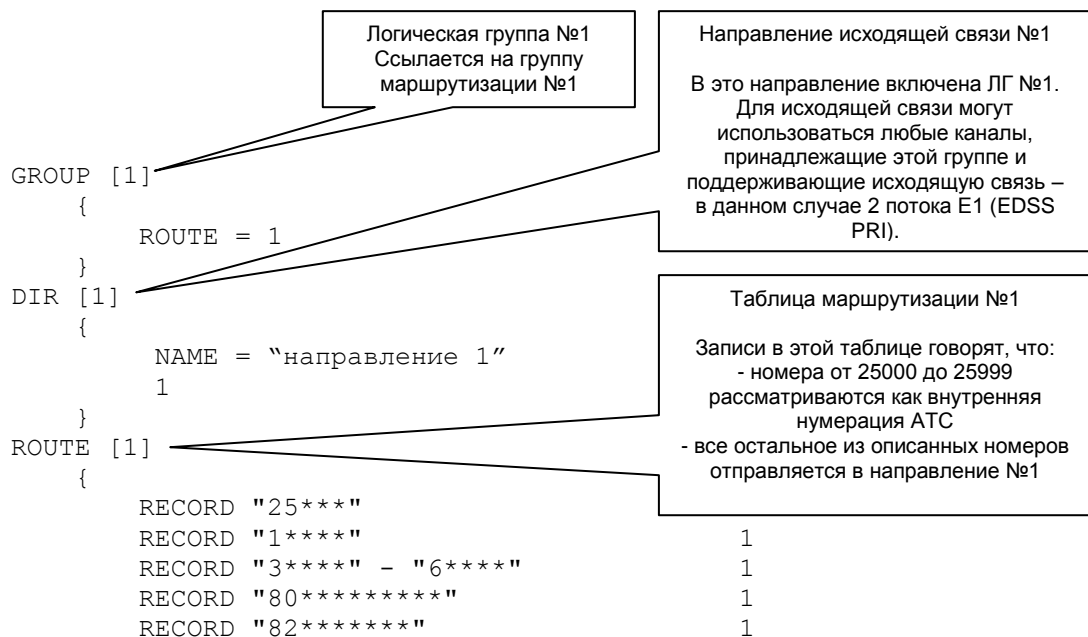 Логическая группа №1
Ссылается на группу
маршрутизации №1
Направление исходящей связи №1
В это направление включена ЛГ №1.
Для исходящей связи могут
использоваться любые каналы,
принадлежащие этой группе и
поддерживающие исходящую связь –
в данном случае 2 потока E1 (EDSS
PRI).
GROUP [1]
{
ROUTE = 1
}
DIR [1]
{
NAME = “направление 1”
1
}
Таблица маршрутизации №1
Записи в этой таблице говорят, что:
- номера от 25000 до 25999
рассматриваются как внутренняя
нумерация АТС
- все остальное из описанных номеров
отправляется в направление №1
ROUTE [1]
{
RECORD "25***"
RECORD "1****" 1
RECORD "3****" - "6****" 1
RECORD "80*********" 1
RECORD "82*******" 1